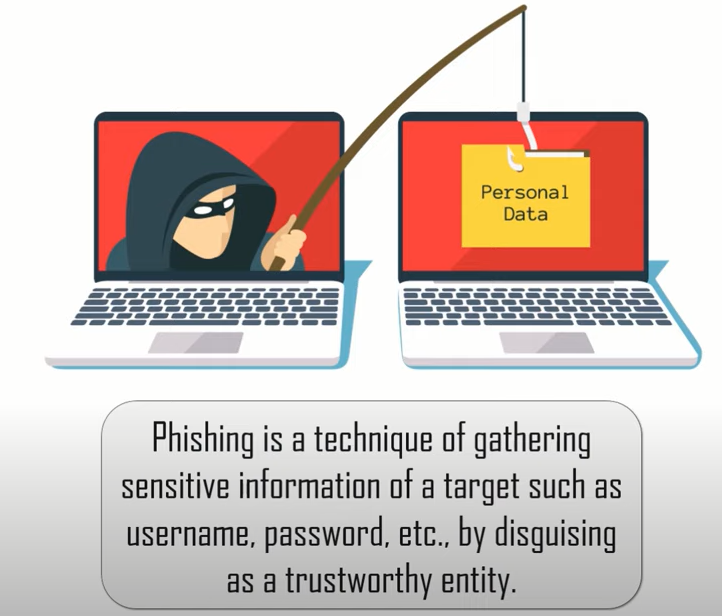 Personal
Data
Phishing is a technique of gathering
sensitive information of a target such as
username, password, etc., by disguising
as a trustworthy entity.